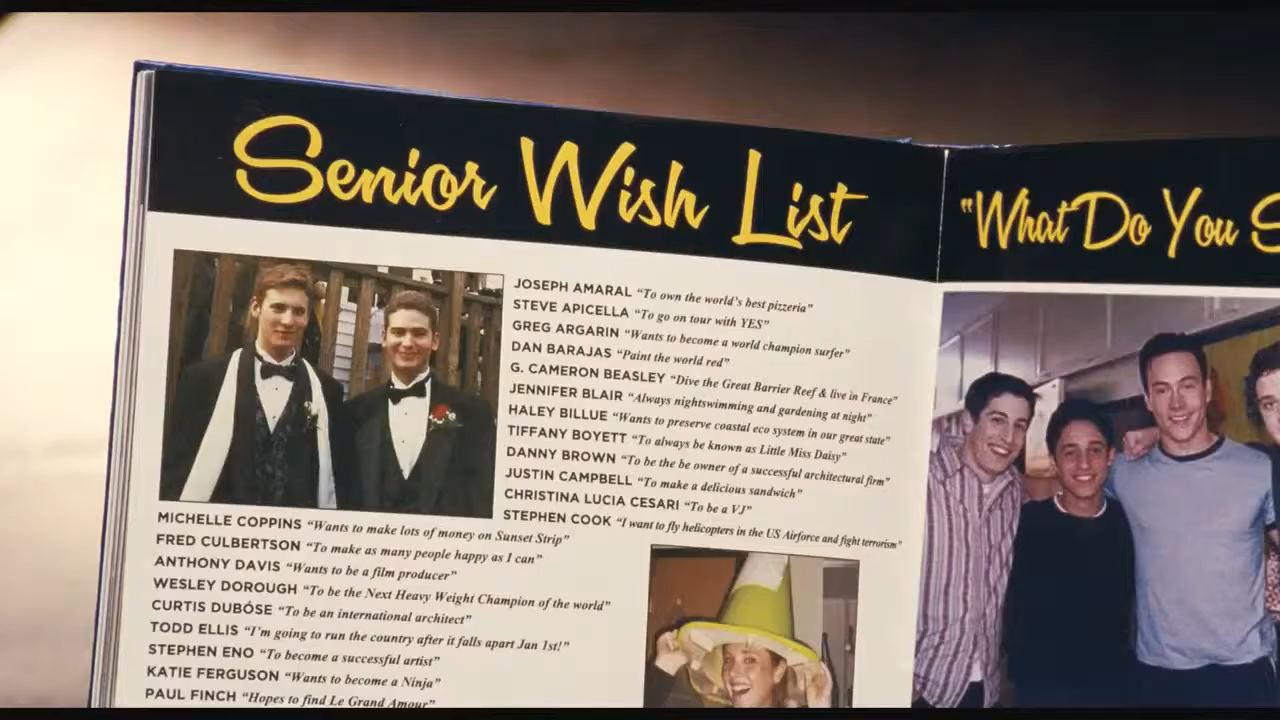 Senior Wish List
JOSEPH AMARAL “To own the world's best pizzeria”
STEVE APICELLA “To go on tour with YES”
GREG ARGARIN “Wants to become a world champion surfer”
DAN BARAJAS “Paint the world red”
G. CAMERON BEASLEY “Dive the Great Barrier Reef & live in France”
JENNIFER BLAIR “Always nightswimming and gardening at night”
HALEY BILLUE “Wants to preserve coastal eco system in our great state”
TIFFANY BOYETT “To always be known as Little Miss Daisy”
DANNY BROWN “To be the be owner of a successful architectural firm”
JUSTIN CAMPBELL “To make a delicious sandwich”
CHRISTINA LUCIA CESARI “To be a VJ”
STEPHEN COOK “I want to fly helicopters in the US Airforce and fight terrorism”
MICHELLE COPPINS “Wants to make lots of money on Sunset Strip”
FRED CULBERTSON “To make as many people happy as I can”
ANTHONY DAVIS “Wants to be a film producer”
WESLEY DOROUGH “To be the Next Heavy Weight Champion of the world”
CURTIS DUBÓSE “To be an international architect”
TODD ELLIS “I'm going to run the country after it falls apart Jan 1st!”
STEPHEN ENO “To become a successful artist”
KATIE FERGUSON “Wants to become a Ninja”
PAUL FINCH “Hopes to find Le Grand Amour”
“What Do You S